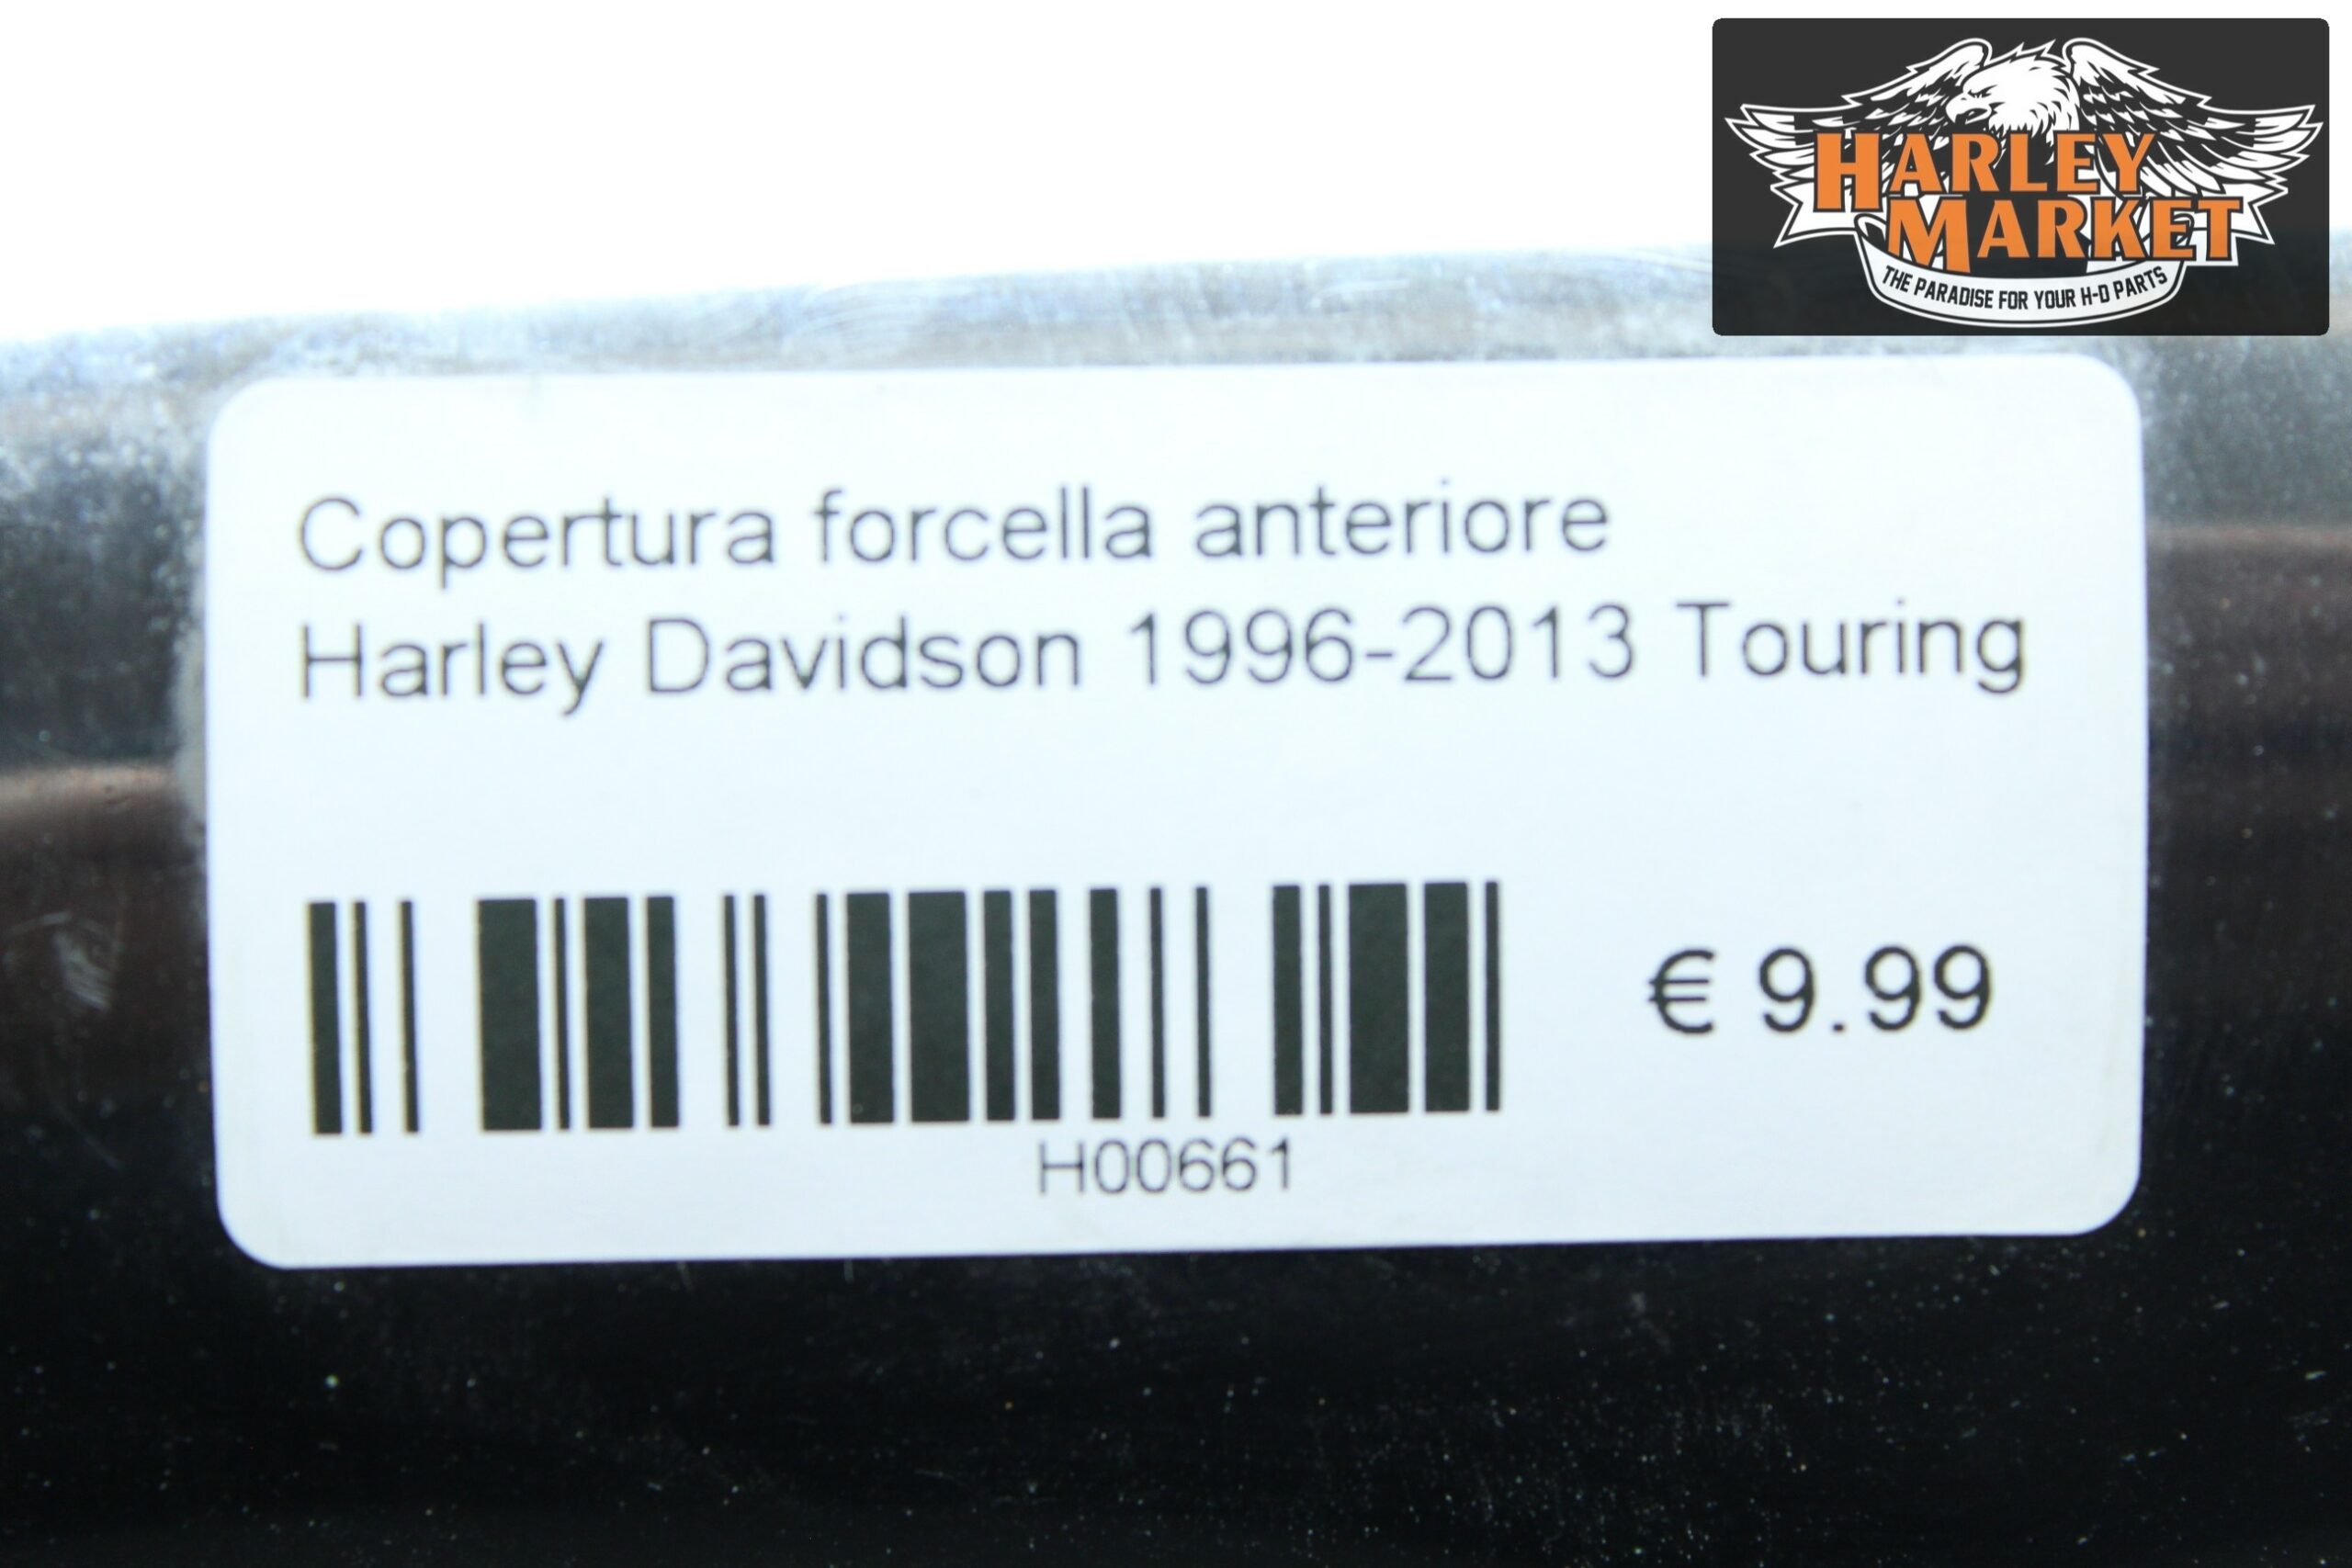 HARLEY
MARKET
THE PARADISE FOR YOUR H-D PARTS
Copertura forcella anteriore
Harley Davidson 1996-2013 Touring
€ 9.99
H00661